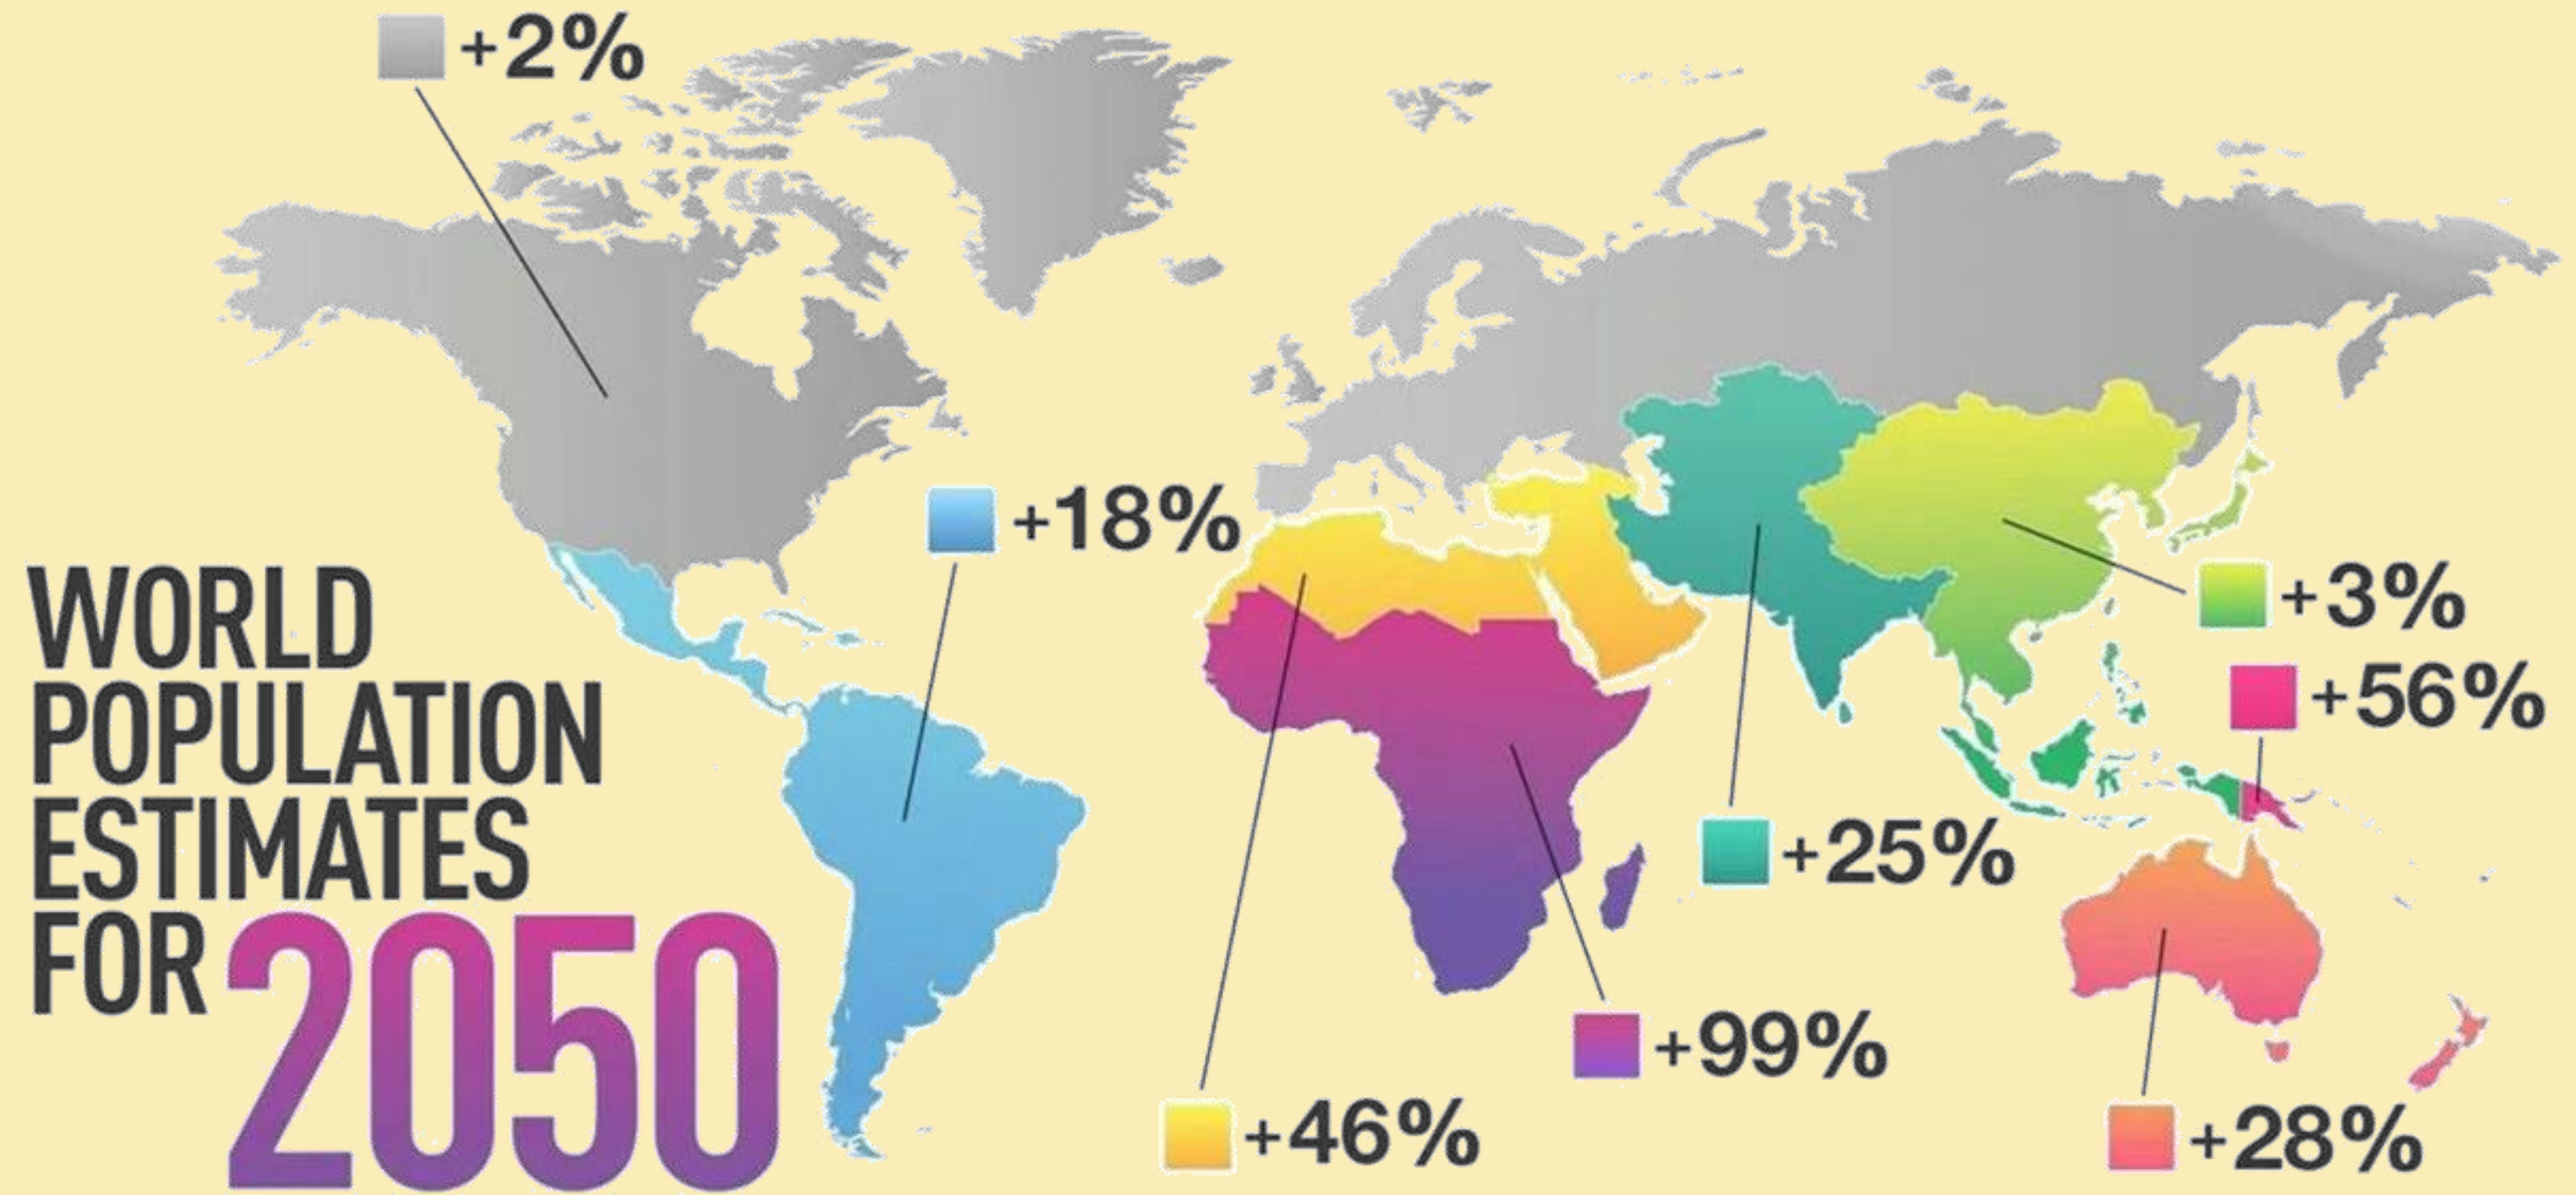 +2%
+18%
WORLD
POPULATION
ESTIMATES
FOR 2050
+3%
+56%
+25%
+99%
+46%
+28%